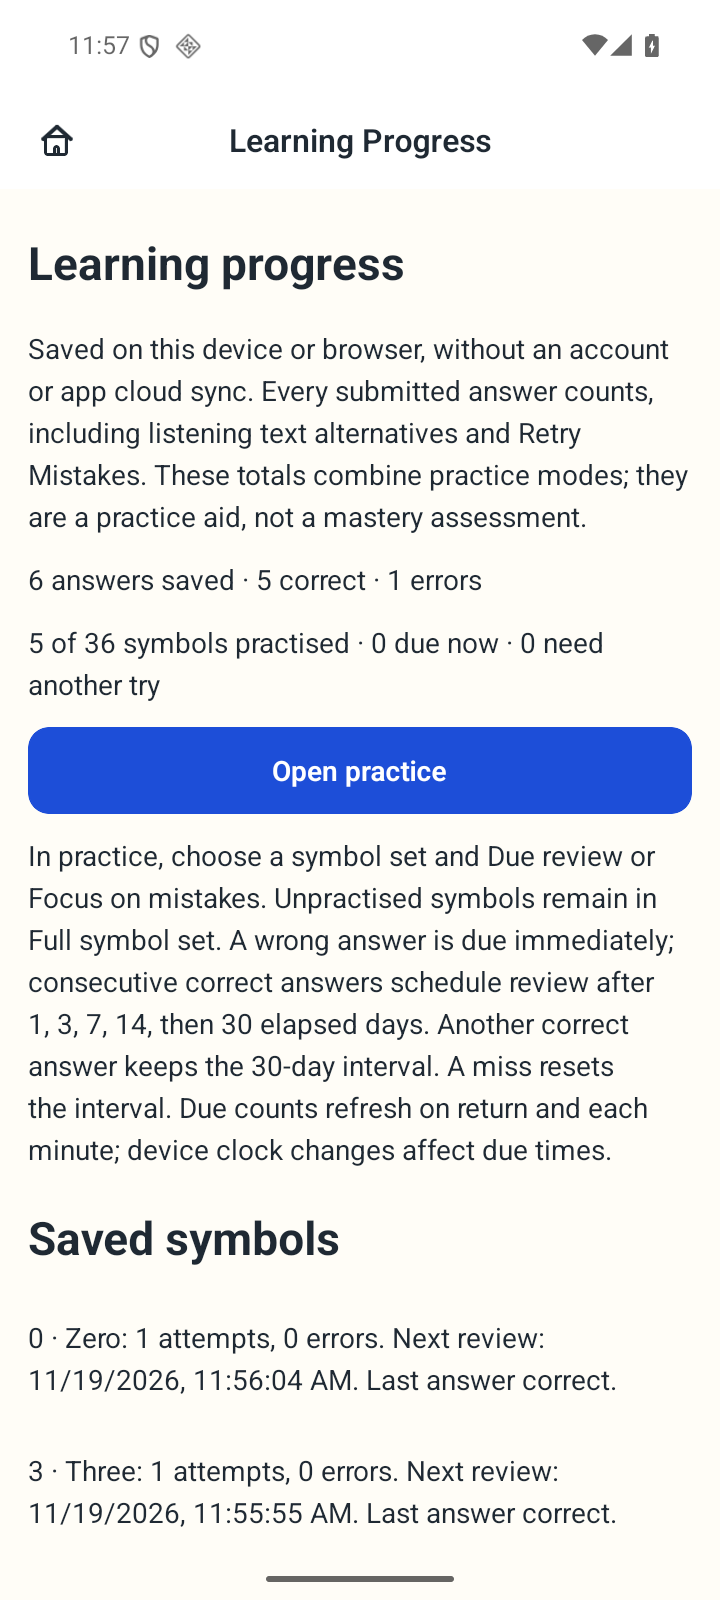 11:57
Learning Progress
Learning progress
Saved on this device or browser, without an account
or app cloud sync. Every submitted answer counts,
including listening text alternatives and Retry
Mistakes. These totals combine practice modes; they
are a practice aid, not a mastery assessment.
6 answers saved · 5 correct · 1 errors
5 of 36 symbols practised · 0 due now · 0 need
another try
Open practice
In practice, choose a symbol set and Due review or
Focus on mistakes. Unpractised symbols remain in
Full symbol set. A wrong answer is due immediately;
consecutive correct answers schedule review after
1, 3, 7, 14, then 30 elapsed days. Another correct
answer keeps the 30-day interval. A miss resets
the interval. Due counts refresh on return and each
minute; device clock changes affect due times.
Saved symbols
0 · Zero: 1 attempts, 0 errors. Next review:
11/19/2026, 11:56:04 AM. Last answer correct.
3 · Three: 1 attempts, 0 errors. Next review:
11/19/2026, 11:55:55 AM. Last answer correct.